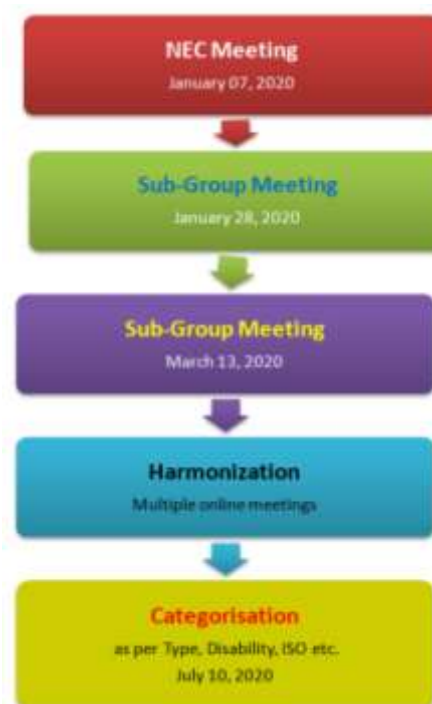 NEC Meeting
January 07, 2020
Sub-Group Meeting
January 28, 2020
Sub-Group Meeting
March 13, 2020
Harmonization
Multiple online meetings
Categorisation
as per Type, Disability, ISO etc.
July 10, 2020